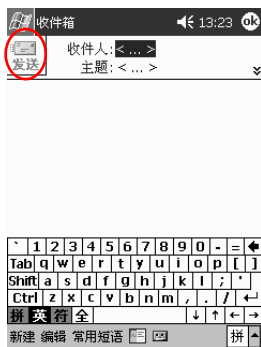 收件箱 13:23 ok
发送 收件人: < ... >
主题: < ... >
` 1 2 3 4 5 6 7 8 9 0 - =
Tab q w e r t y u i o p [ ]
Shift a s d f g h j k l ; '
Ctrl z x c v b n m , . /
拼 英 符 全
新建 编辑 常用短语 拼